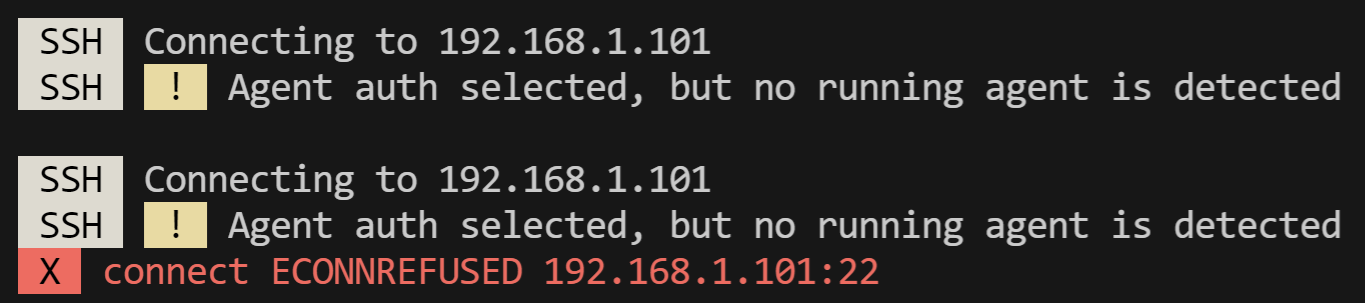 SSH Connecting to 192.168.1.101
SSH ! Agent auth selected, but no running agent is detected
SSH Connecting to 192.168.1.101
SSH ! Agent auth selected, but no running agent is detected
X connect ECONNREFUSED 192.168.1.101:22